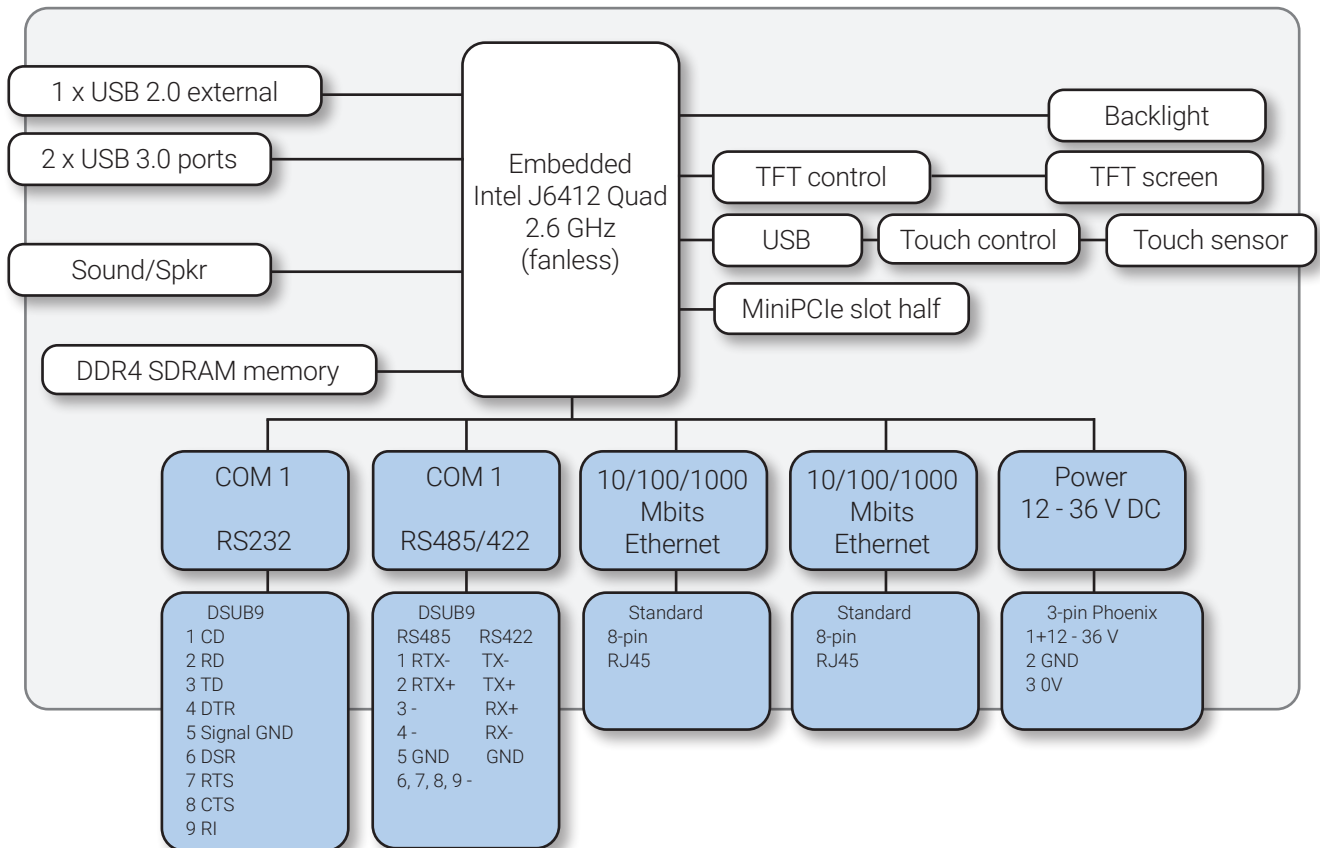 1 x USB 2.0 external
2 x USB 3.0 ports
Sound/Spkr
DDR4 SDRAM memory
Embedded
Intel J6412 Quad
2.6 GHz
(fanless)
Backlight
TFT control
TFT screen
USB
Touch control
Touch sensor
MiniPCIe slot half
COM 1
RS232
COM 1
RS485/422
10/100/1000
Mbits
Ethernet
10/100/1000
Mbits
Ethernet
Power
12 - 36 V DC
DSUB9
1 CD
2 RD
3 TD
4 DTR
5 Signal GND
6 DSR
7 RTS
8 CTS
9 RI
DSUB9
RS485 RS422
1 RTX- TX-
2 RTX+ TX+
3 - RX+
4 - RX-
5 GND GND
6, 7, 8, 9 -
Standard
8-pin
RJ45
Standard
8-pin
RJ45
3-pin Phoenix
1+12 - 36 V
2 GND
3 0V